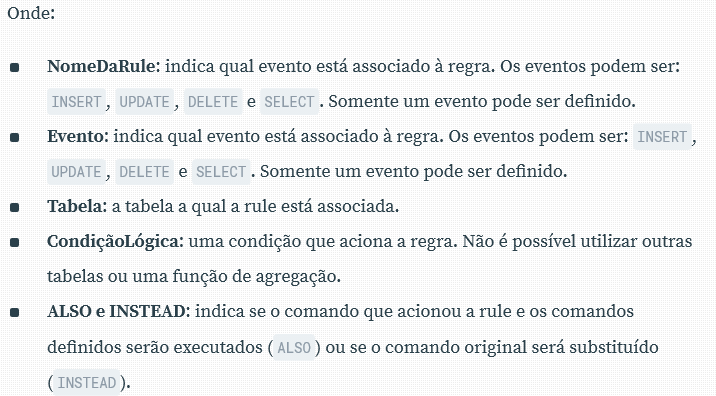 Onde:
NomeDaRule: indica qual evento está associado à regra. Os eventos podem ser:
INSERT, UPDATE, DELETE e SELECT. Somente um evento pode ser definido.
Evento: indica qual evento está associado à regra. Os eventos podem ser: INSERT,
UPDATE, DELETE e SELECT. Somente um evento pode ser definido.
Tabela: a tabela a qual a rule está associada.
CondiçãoLógica: uma condição que aciona a regra. Não é possível utilizar outras
tabelas ou uma função de agregação.
ALSO e INSTEAD: indica se o comando que acionou a rule e os comandos
definidos serão executados (ALSO) ou se o comando original será substituído
(INSTEAD).